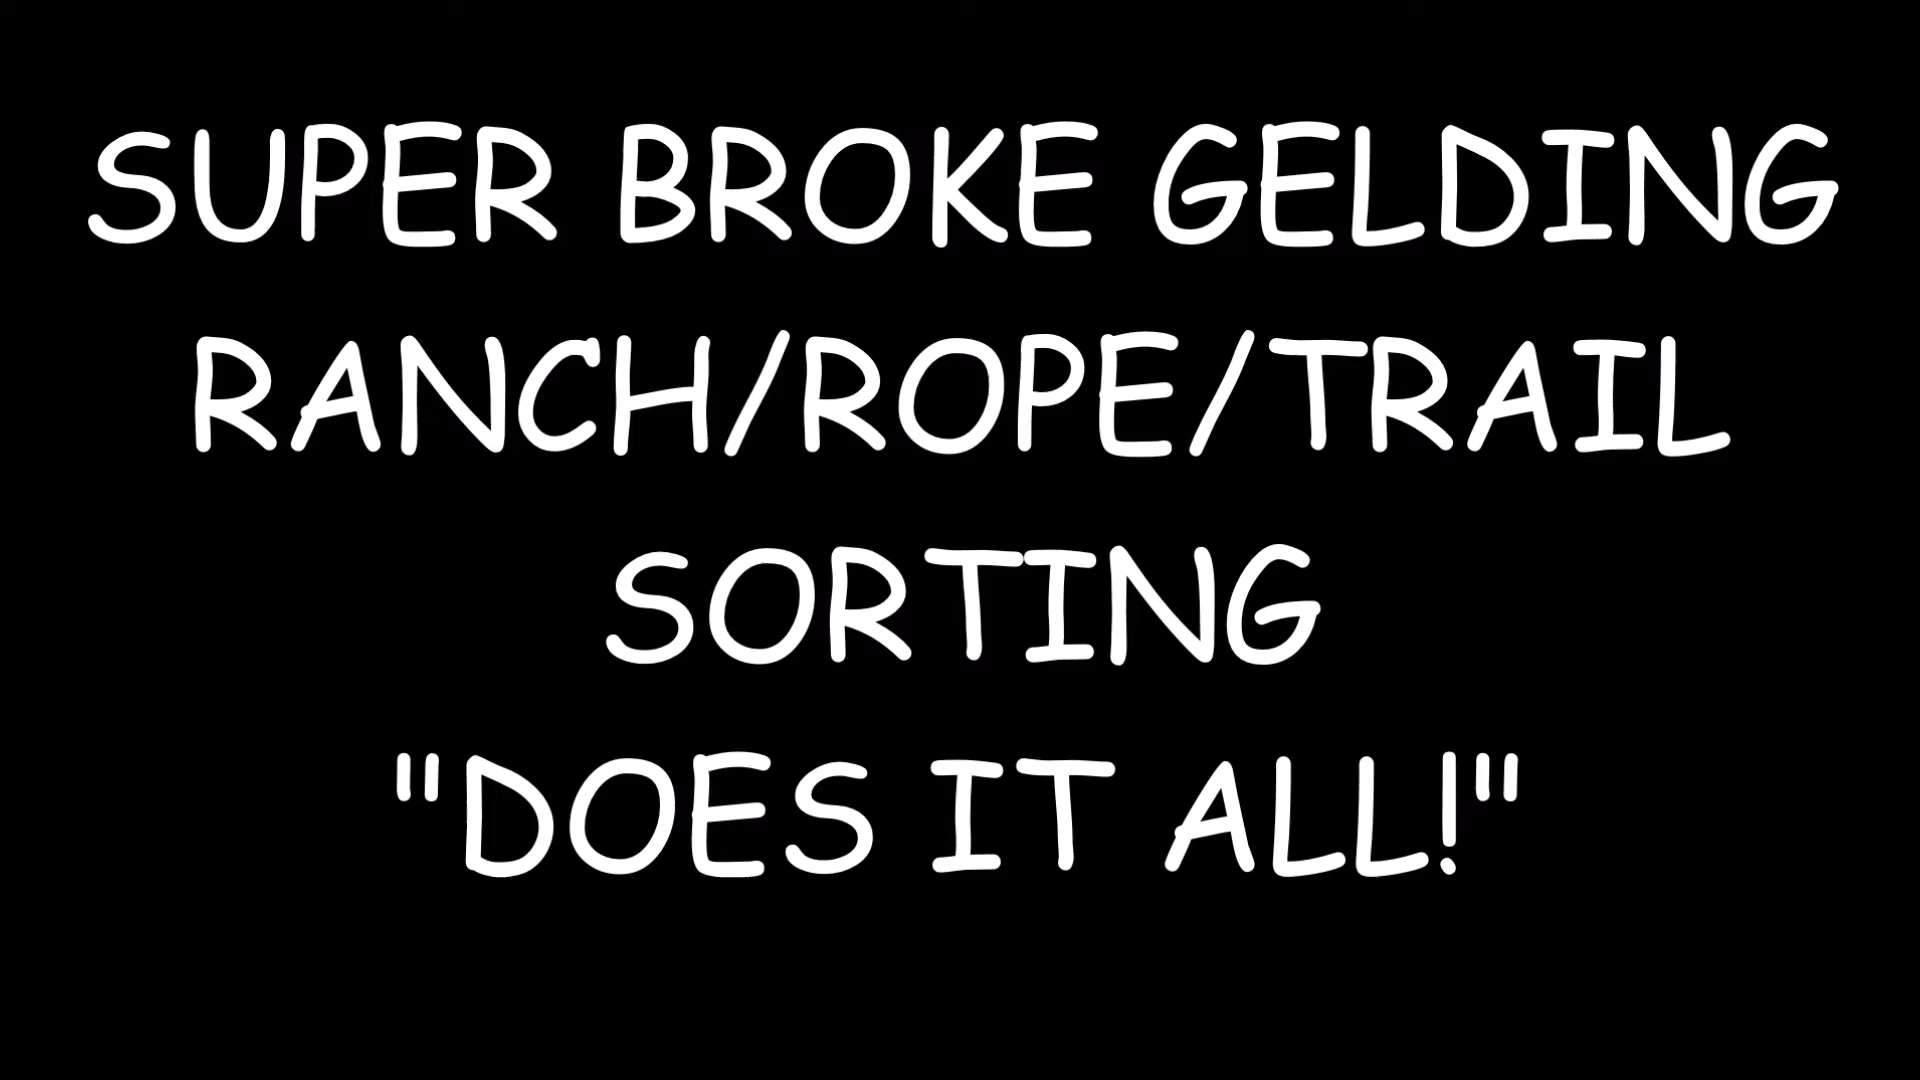 SUPER BROKE GELDING
RANCH/ROPE/TRAIL
SORTING
"DOES IT ALL!"